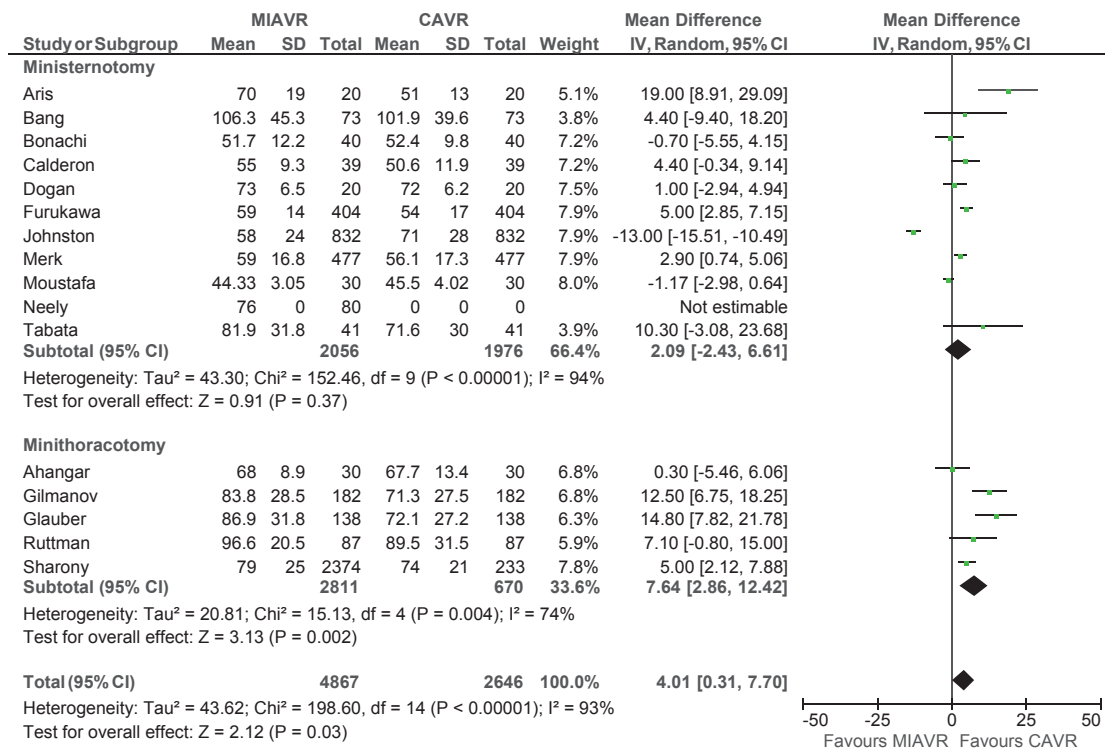 MIAVR CAVR Mean Difference Mean Difference
Study or Subgroup Mean SD Total Mean SD Total Weight IV, Random, 95% CI IV, Random, 95% CI
Ministernotomy
Aris 70 19 20 51 13 20 5.1% 19.00 [8.91, 29.09]
Bang 106.3 45.3 73 101.9 39.6 73 3.8% 4.40 [-9.40, 18.20]
Bonachi 51.7 12.2 40 52.4 9.8 40 7.2% -0.70 [-5.55, 4.15]
Calderon 55 9.3 39 50.6 11.9 39 7.2% 4.40 [-0.34, 9.14]
Dogan 73 6.5 20 72 6.2 20 7.5% 1.00 [-2.94, 4.94]
Furukawa 59 14 404 54 17 404 7.9% 5.00 [2.85, 7.15]
Johnston 58 24 832 71 28 832 7.9% -13.00 [-15.51, -10.49]
Merk 59 16.8 477 56.1 17.3 477 7.9% 2.90 [0.74, 5.06]
Moustafa 44.33 3.05 30 45.5 4.02 30 8.0% -1.17 [-2.98, 0.64]
Neely 76 0 80 0 0 0 Not estimable
Tabata 81.9 31.8 41 71.6 30 41 3.9% 10.30 [-3.08, 23.68]
Subtotal (95% CI) 2056 1976 66.4% 2.09 [-2.43, 6.61]
Heterogeneity: Tau² = 43.30; Chi² = 152.46, df = 9 (P < 0.00001); I² = 94%
Test for overall effect: Z = 0.91 (P = 0.37)
Minithoracotomy
Ahangar 68 8.9 30 67.7 13.4 30 6.8% 0.30 [-5.46, 6.06]
Gilmanov 83.8 28.5 182 71.3 27.5 182 6.8% 12.50 [6.75, 18.25]
Glauber 86.9 31.8 138 72.1 27.2 138 6.3% 14.80 [7.82, 21.78]
Ruttman 96.6 20.5 87 89.5 31.5 87 5.9% 7.10 [-0.80, 15.00]
Sharony 79 25 2374 74 21 233 7.8% 5.00 [2.12, 7.88]
Subtotal (95% CI) 2811 670 33.6% 7.64 [2.86, 12.42]
Heterogeneity: Tau² = 20.81; Chi² = 15.13, df = 4 (P = 0.004); I² = 74%
Test for overall effect: Z = 3.13 (P = 0.002)
Total (95% CI) 4867 2646 100.0% 4.01 [0.31, 7.70]
Heterogeneity: Tau² = 43.62; Chi² = 198.60, df = 14 (P < 0.00001); I² = 93%
Test for overall effect: Z = 2.12 (P = 0.03)
-50 -25 0 25 50
Favours MIAVR Favours CAVR